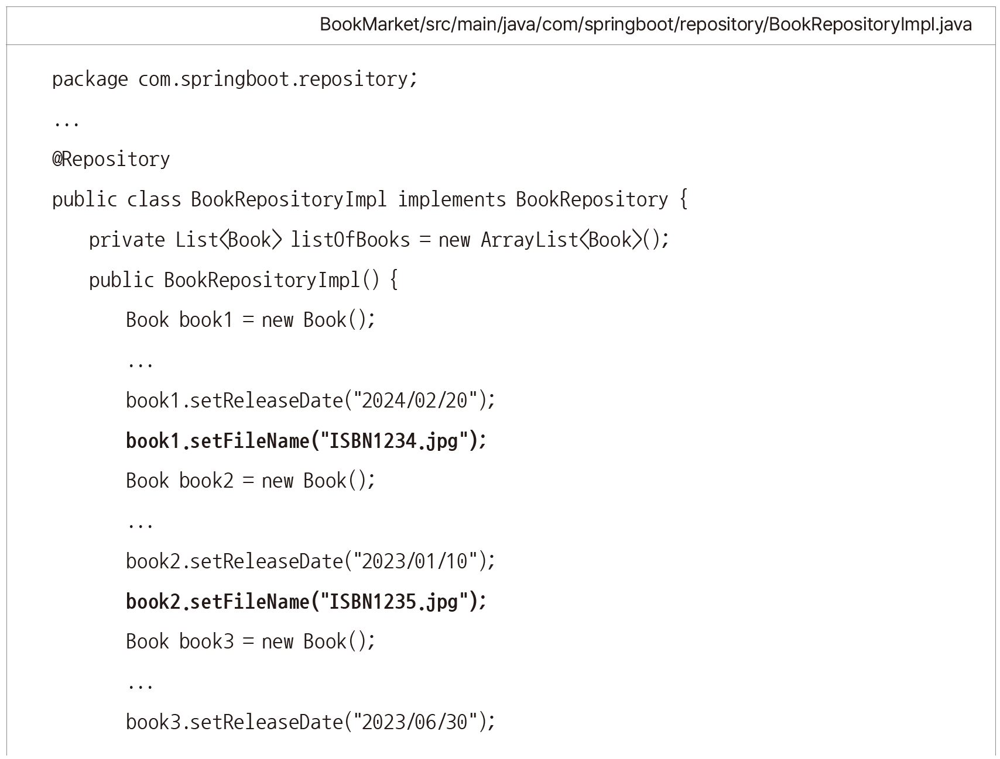 BookMarket/src/main/java/com/springboot/repository/BookRepositoryImpl.java
package com.springboot.repository;
...
@Repository
public class BookRepositoryImpl implements BookRepository {
private List<Book> listOfBooks = new ArrayList<Book>();
public BookRepositoryImpl() {
Book book1 = new Book();
...
book1.setReleaseDate("2024/02/20");
book1.setFileName("ISBN1234.jpg");
Book book2 = new Book();
...
book2.setReleaseDate("2023/01/10");
book2.setFileName("ISBN1235.jpg");
Book book3 = new Book();
...
book3.setReleaseDate("2023/06/30");